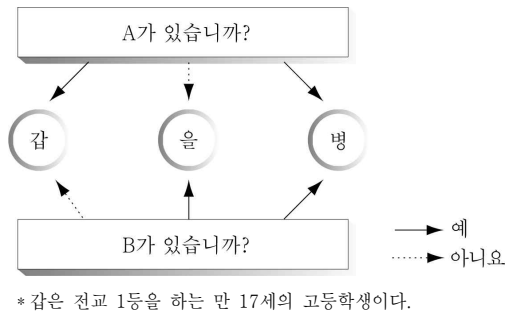 A가 있습니까?
갑 을 병
B가 있습니까?
예
아니요
* 갑은 전교 1등을 하는 만 17세의 고등학생이다.